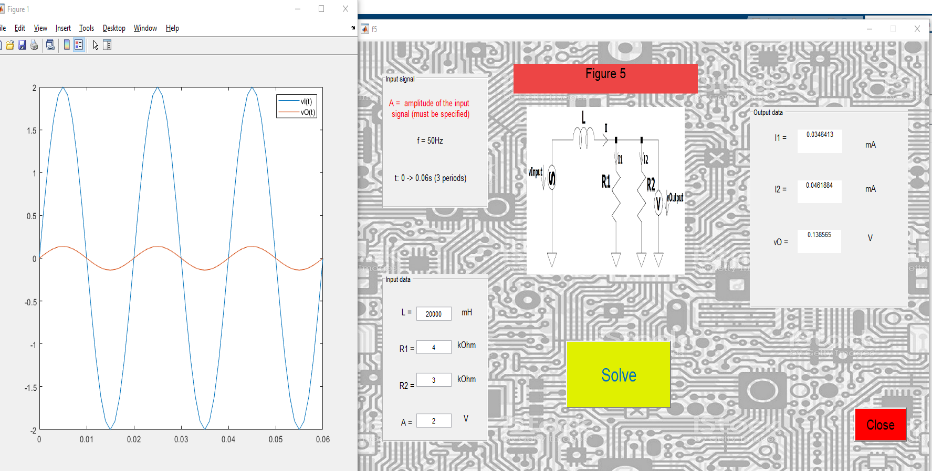 Figure 1
File Edit View Insert Tools Desktop Window Help
2
1.5
1
0.5
0
-0.5
-1
-1.5
-2
0
0.01
0.02
0.03
0.04
0.05
0.06
vI(t)
vO(t)
f5
Input signal
A = amplitude of the input
signal (must be specified)
f = 50Hz
t: 0 -> 0.06s (3 periods)
Input data
L = 20000 mH
R1 = 4 kOhm
R2 = 3 kOhm
A = 2 V
Figure 5
L
I
I1
I2
vInput
S
R1
R2
V
vOutput
Solve
Output data
I1 = 0.0346413 mA
I2 = 0.0461884 mA
vO = 0.138565 V
Close